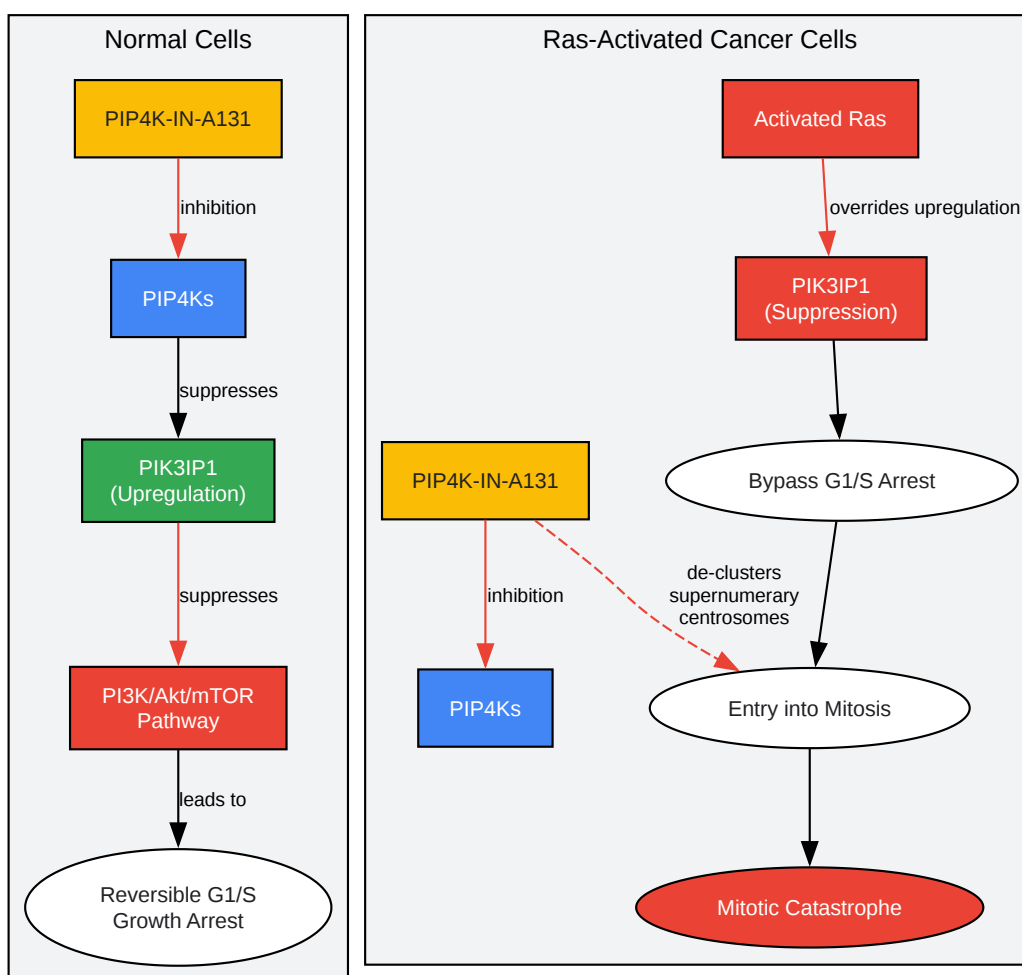 Normal Cells
PIP4K-IN-A131
inhibition
PIP4Ks
suppresses
PIK3IP1
(Upregulation)
suppresses
PI3K/Akt/mTOR
Pathway
leads to
Reversible G1/S
Growth Arrest
Ras-Activated Cancer Cells
Activated Ras
overrides upregulation
PIK3IP1
(Suppression)
Bypass G1/S Arrest
PIP4K-IN-A131
inhibition
de-clusters
supernumerary
centrosomes
PIP4Ks
Entry into Mitosis
Mitotic Catastrophe